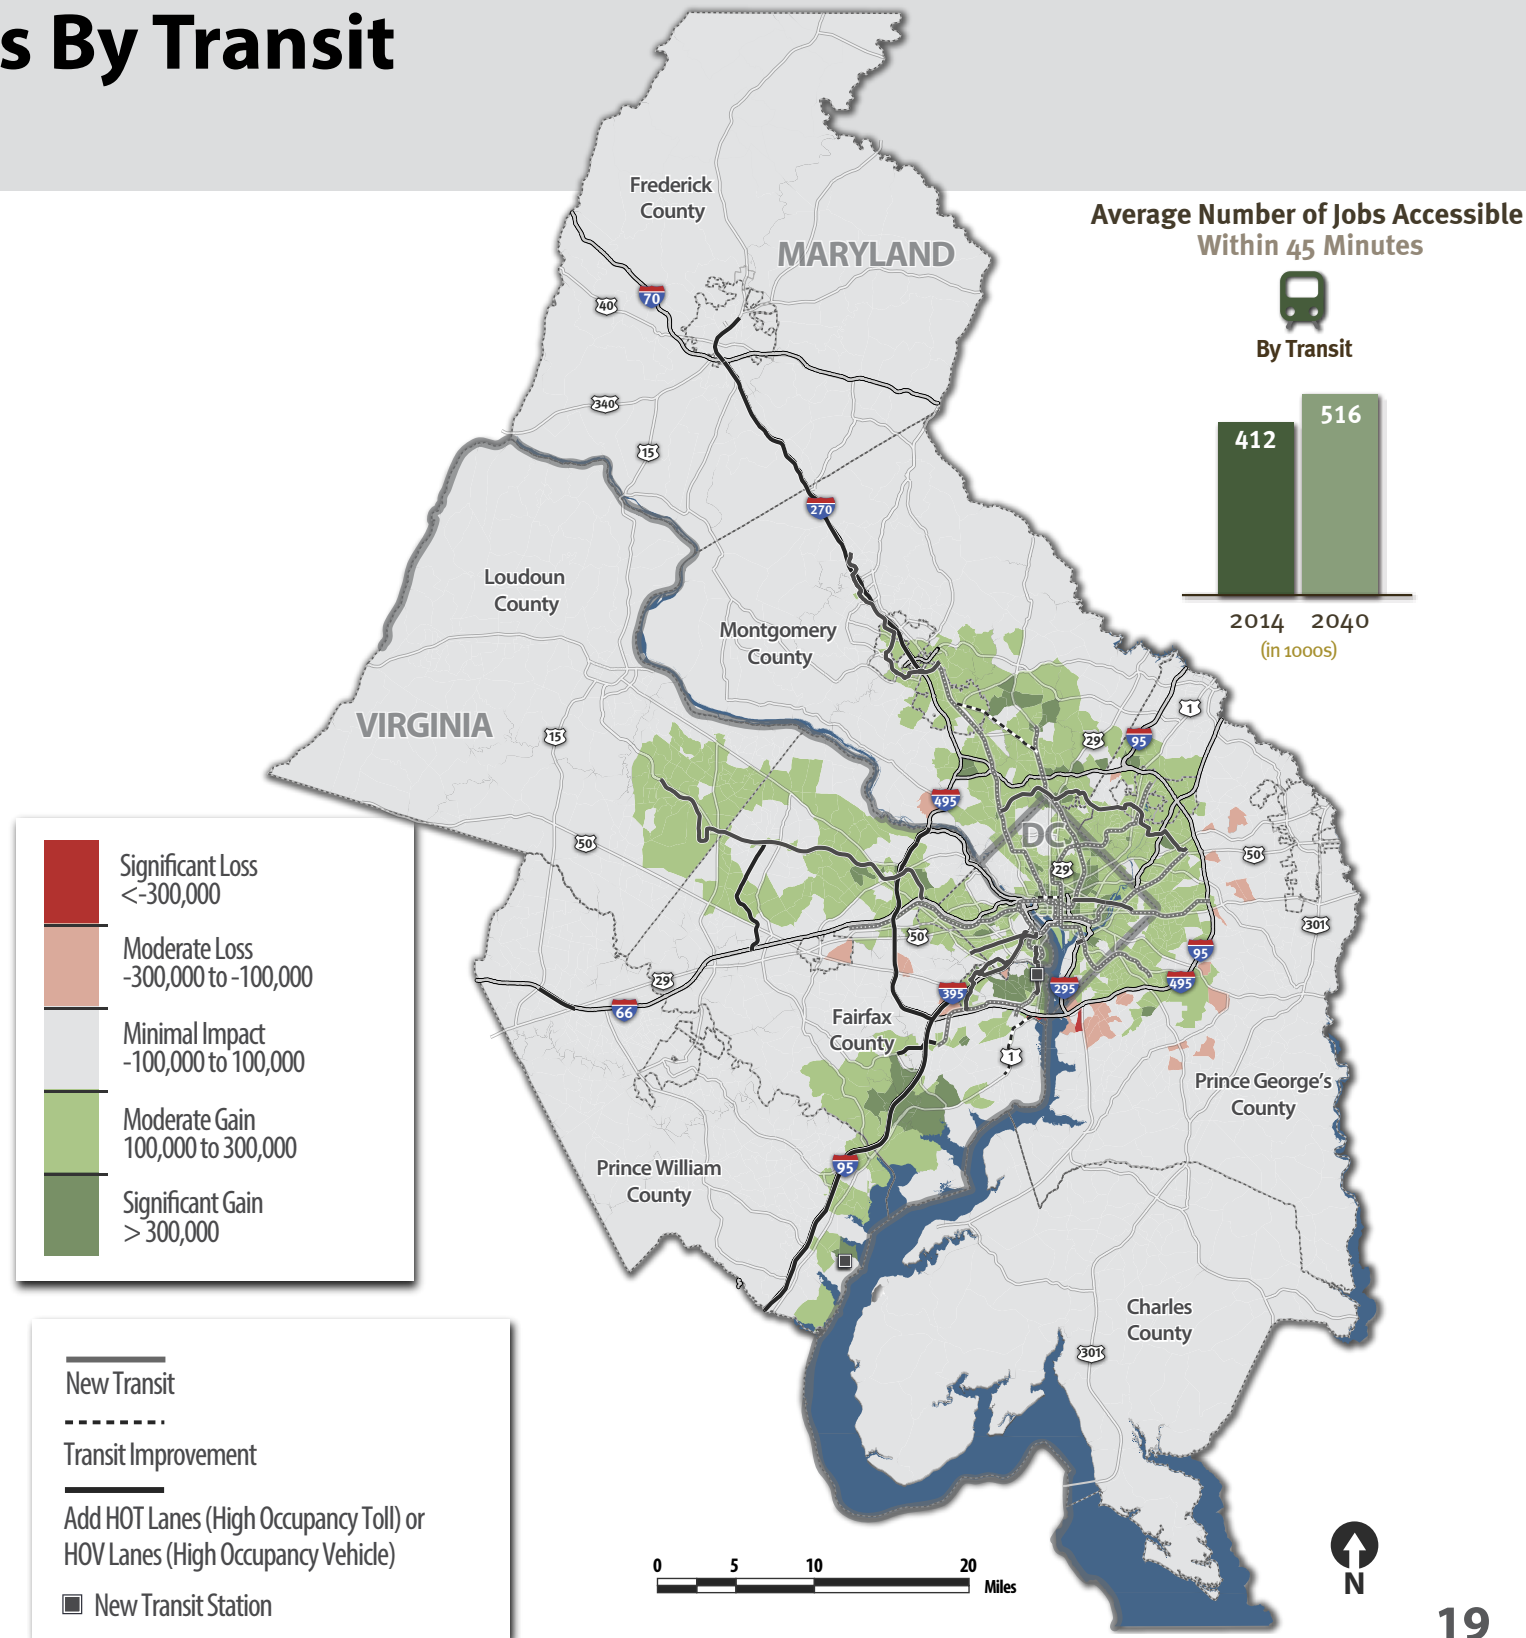 s By Transit
Frederick
County
MARYLAND
Average Number of Jobs Accessible
Within 45 Minutes
By Transit
412
516
2014
2040
(in 1000s)
70
40
340
15
270
Loudoun
County
Montgomery
County
VIRGINIA
15
1
29
95
495
DC
50
50
29
301
50
95
495
29
66
395
295
Fairfax
County
1
Prince George's
County
Prince William
County
95
Charles
County
301
Significant Loss
<-300,000
Moderate Loss
-300,000 to -100,000
Minimal Impact
-100,000 to 100,000
Moderate Gain
100,000 to 300,000
Significant Gain
> 300,000
New Transit
Transit Improvement
Add HOT Lanes (High Occupancy Toll) or
HOV Lanes (High Occupancy Vehicle)
New Transit Station
0 5 10 20
Miles
N
19